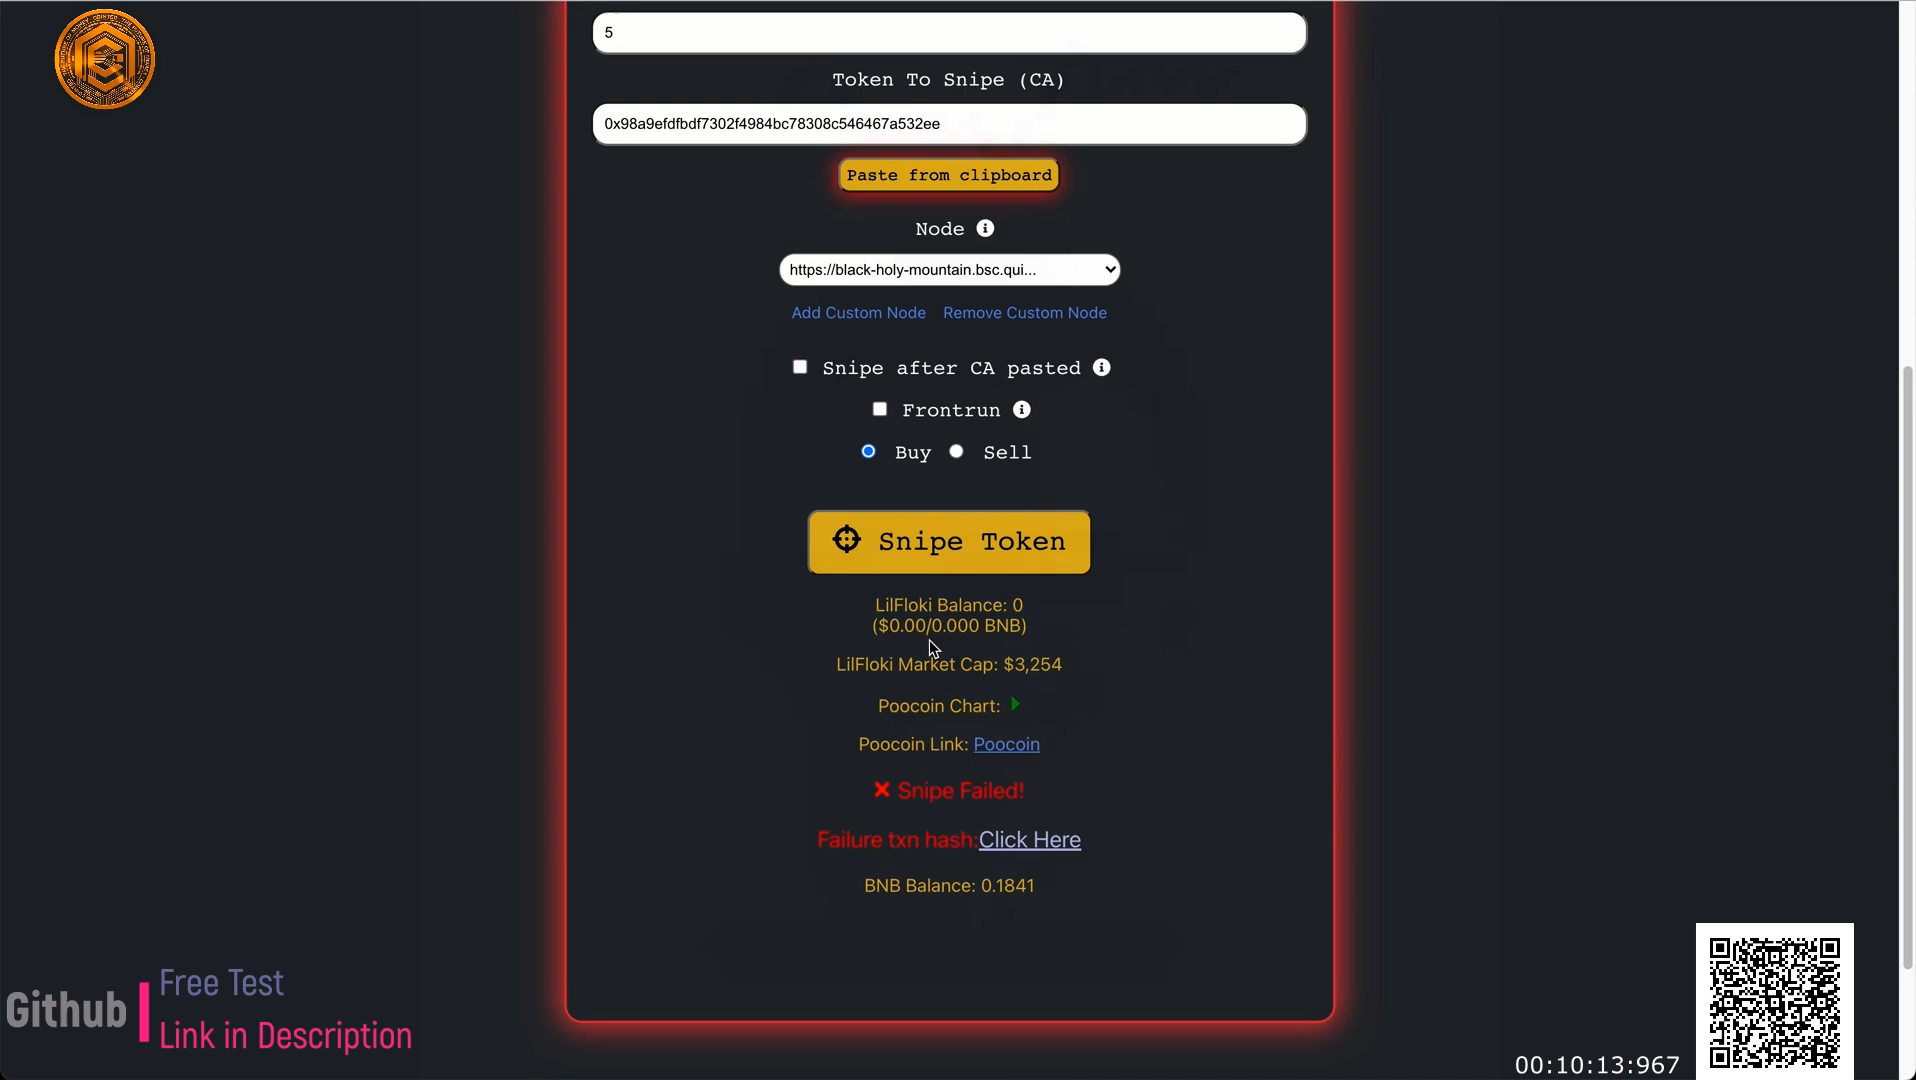 5
Token To Snipe (CA)
0x98a9efdfbdf7302f4984bc78308c546467a532ee
Paste from clipboard
Node
https://black-holy-mountain.bsc.qui...
Add Custom Node Remove Custom Node
Snipe after CA pasted
Frontrun
Buy Sell
Snipe Token
LilFloki Balance: 0
($0.00/0.000 BNB)
LilFloki Market Cap: $3,254
Poocoin Chart:
Poocoin Link: Poocoin
Snipe Failed!
Failure txn hash:Click Here
BNB Balance: 0.1841
Github
Free Test
Link in Description
00:10:13:967